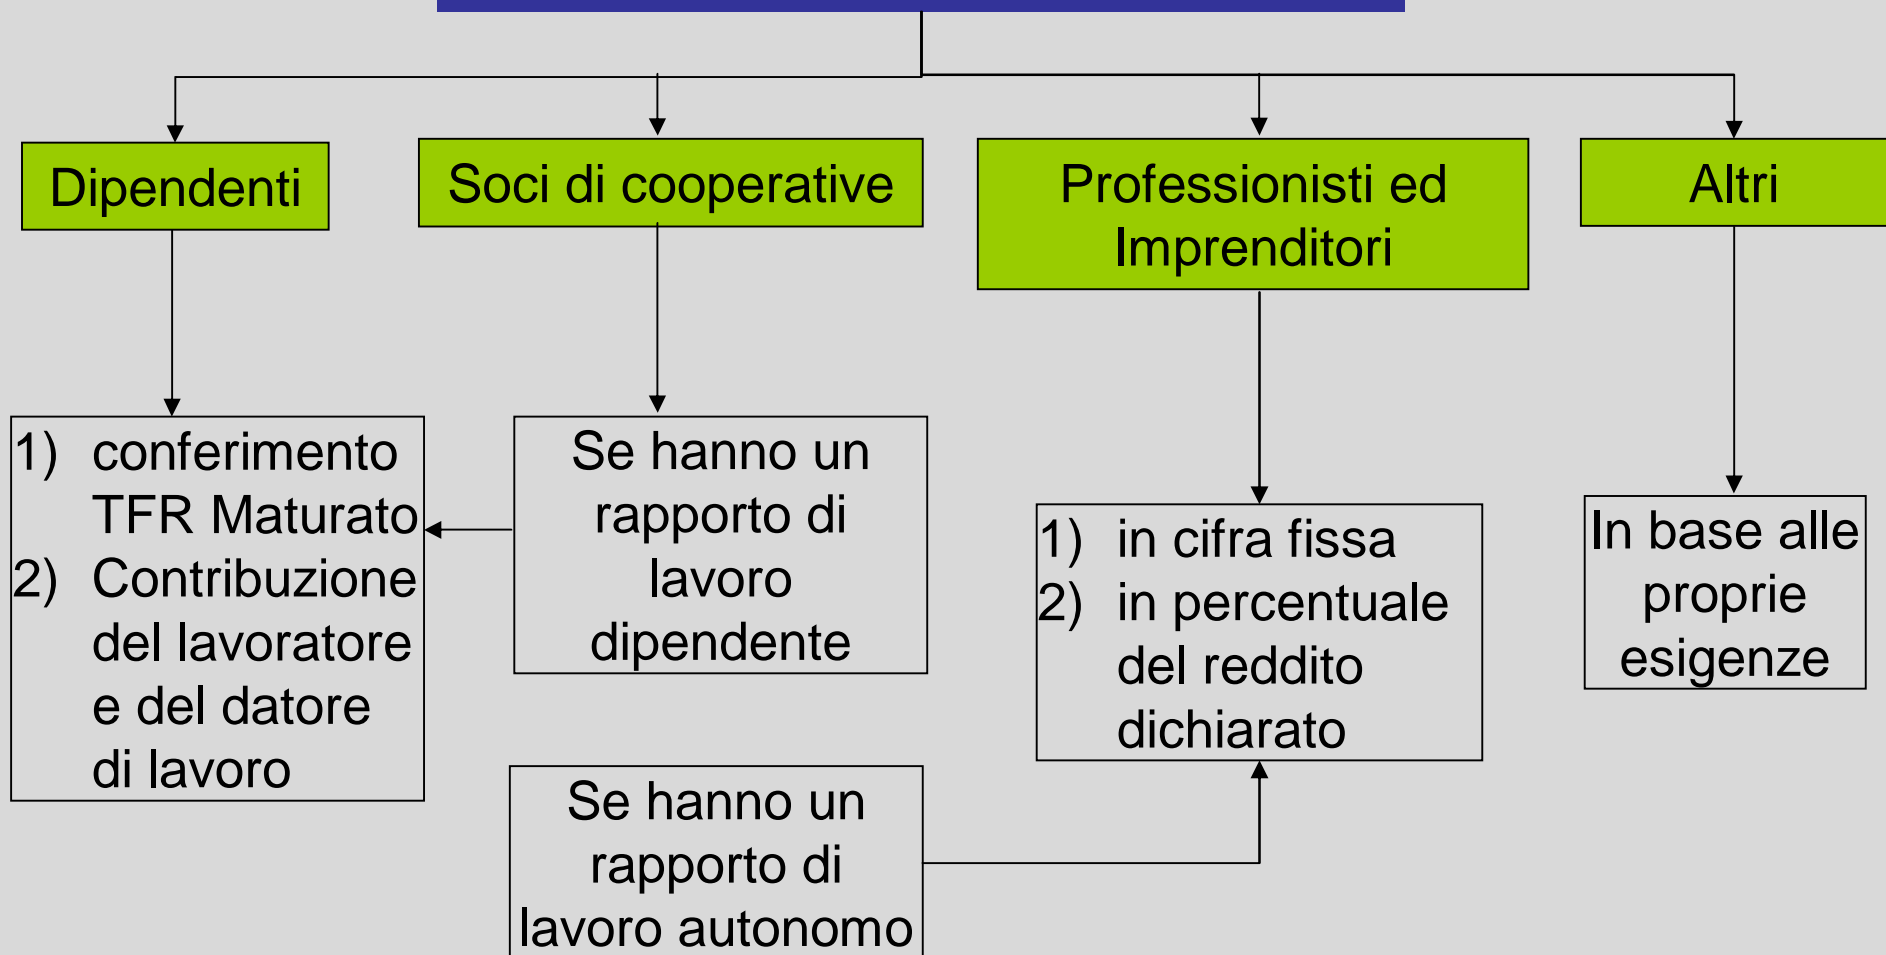 Dipendenti
Soci di cooperative
Professionisti ed
Imprenditori
Altri
1) conferimento
TFR Maturato
2) Contribuzione
del lavoratore
e del datore
di lavoro
Se hanno un
rapporto di
lavoro
dipendente
1) in cifra fissa
2) in percentuale
del reddito
dichiarato
In base alle
proprie
esigenze
Se hanno un
rapporto di
lavoro autonomo